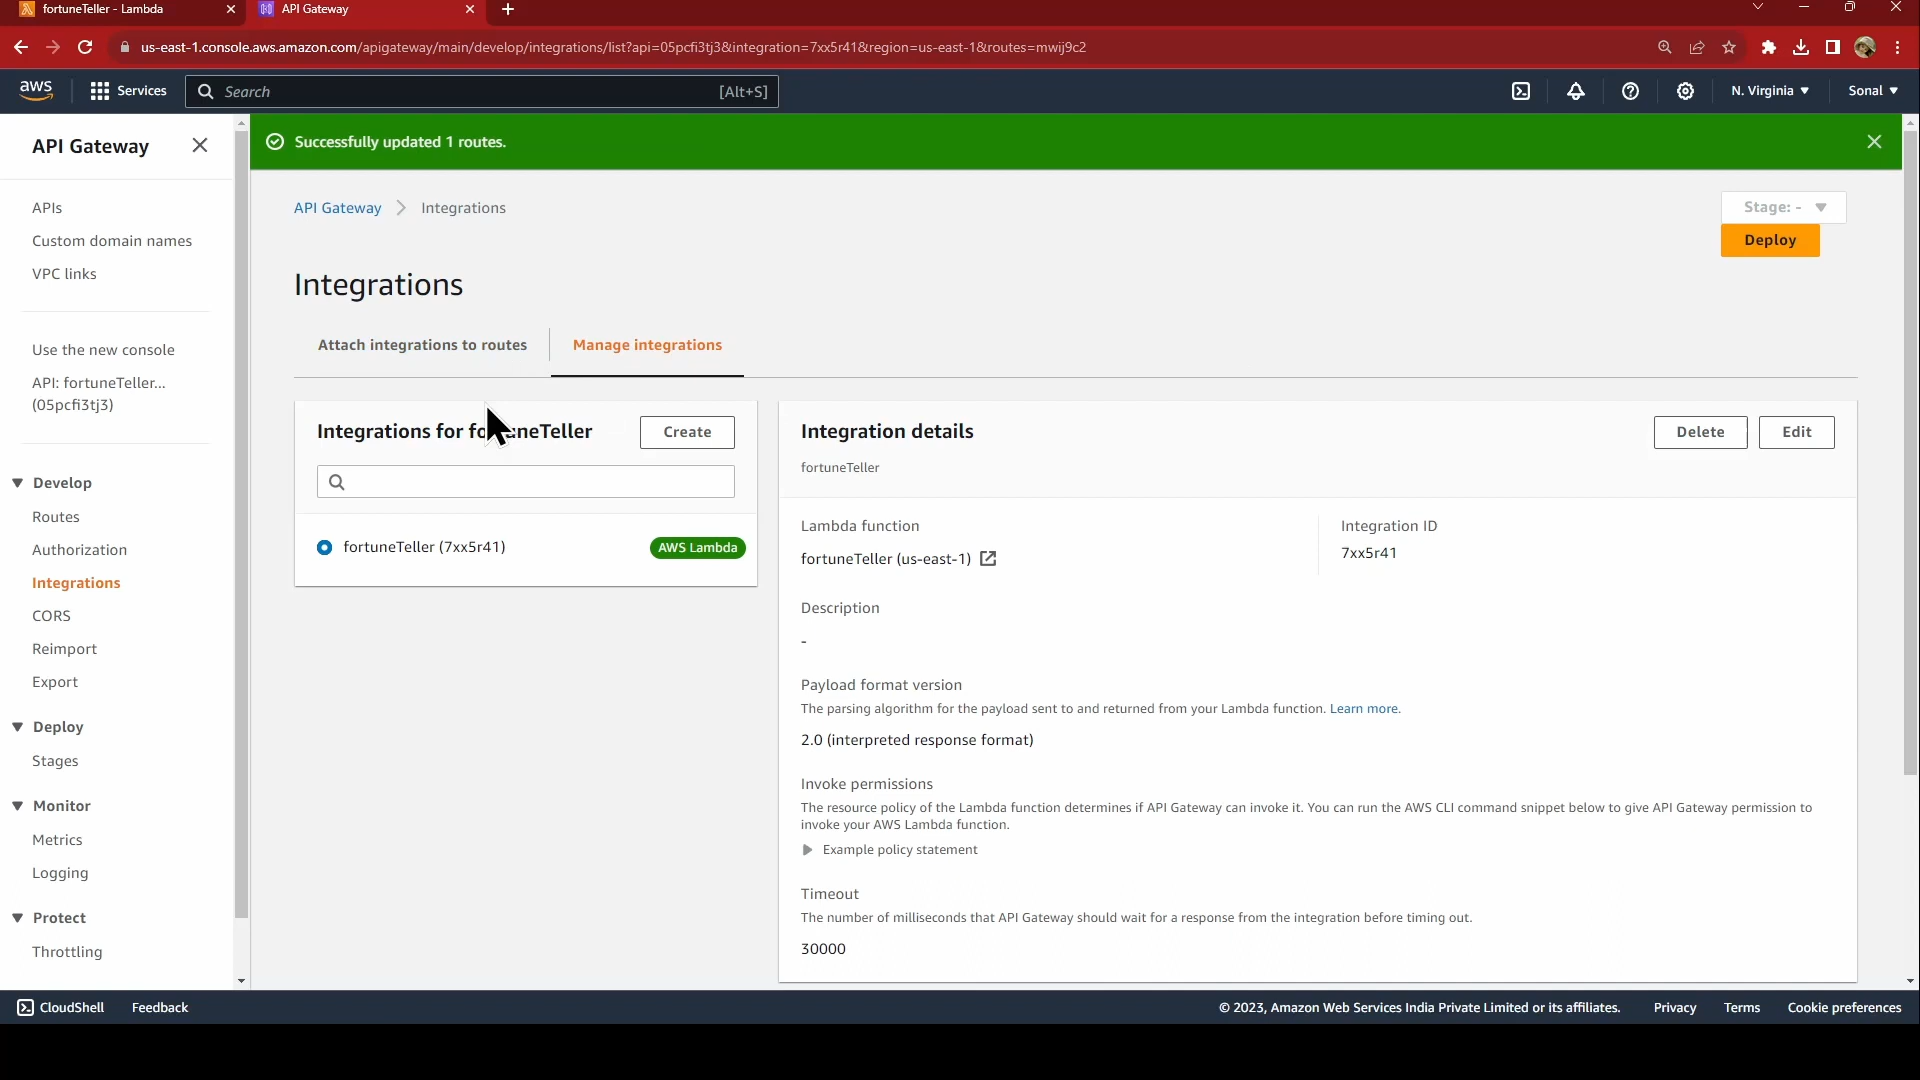 fortuneTeller - Lambda
API Gateway
us-east-1.console.aws.amazon.com/apigateway/main/develop/integrations/list?api=05pcfi3tj3&integration=7xx5r41&region=us-east-1&routes=mwij9c2
aws
Services
Search
[Alt+S]
N. Virginia
Sonal
API Gateway
Successfully updated 1 routes.
APIs
Custom domain names
VPC links
Use the new console
API: fortuneTeller...
(05pcfi3tj3)
Develop
Routes
Authorization
Integrations
CORS
Reimport
Export
Deploy
Stages
Monitor
Metrics
Logging
Protect
Throttling
API Gateway
Integrations
Stage: -
Deploy
Integrations
Attach integrations to routes
Manage integrations
Integrations for fortuneTeller
Create
fortuneTeller (7xx5r41)
AWS Lambda
Integration details
Delete
Edit
fortuneTeller
Lambda function
fortuneTeller (us-east-1)
Integration ID
7xx5r41
Description
-
Payload format version
The parsing algorithm for the payload sent to and returned from your Lambda function. Learn more.
2.0 (interpreted response format)
Invoke permissions
The resource policy of the Lambda function determines if API Gateway can invoke it. You can run the AWS CLI command snippet below to give API Gateway permission to
invoke your AWS Lambda function.
Example policy statement
Timeout
The number of milliseconds that API Gateway should wait for a response from the integration before timing out.
30000
CloudShell
Feedback
© 2023, Amazon Web Services India Private Limited or its affiliates.
Privacy
Terms
Cookie preferences